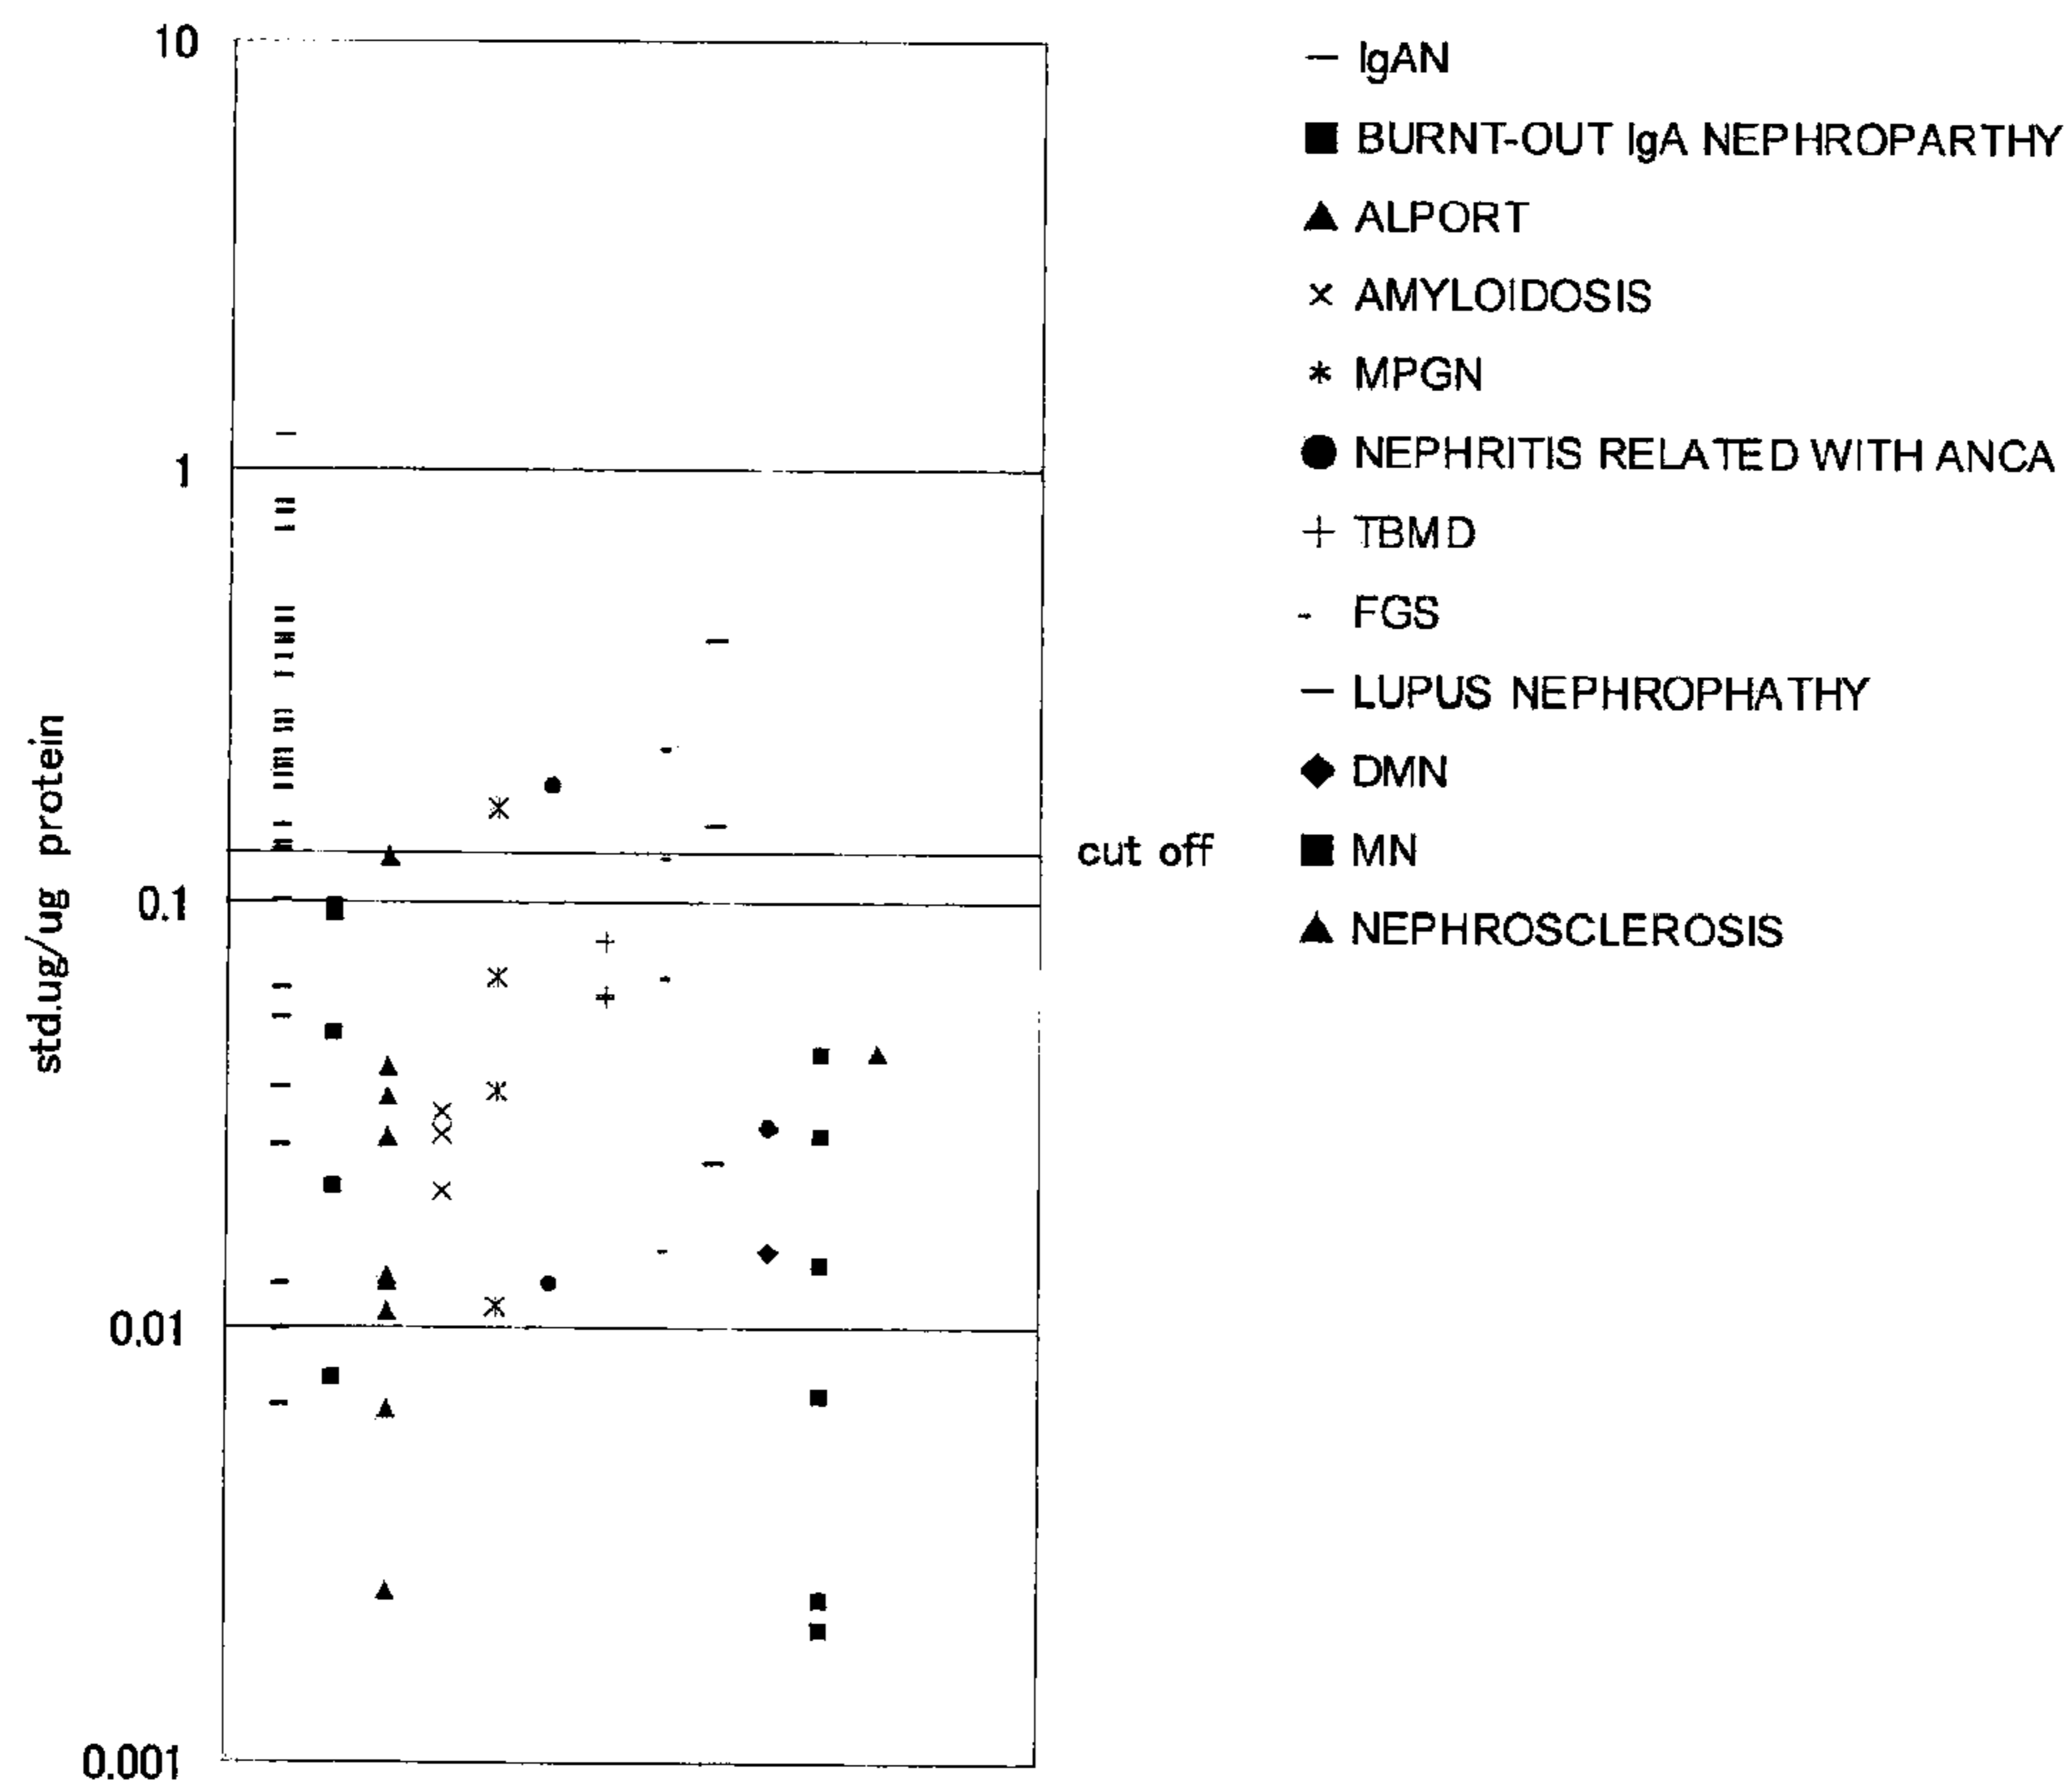 10
1
0.1
0.01
0.001
std.ug/ug protein
cut off
IgAN
BURNT-OUT IgA NEPHROPARTHY
ALPORT
AMYLOIDOSIS
MPGN
NEPHRITIS RELATED WITH ANCA
TBMD
FGS
LUPUS NEPHROPHATHY
DMN
MN
NEPHROSCLEROSIS